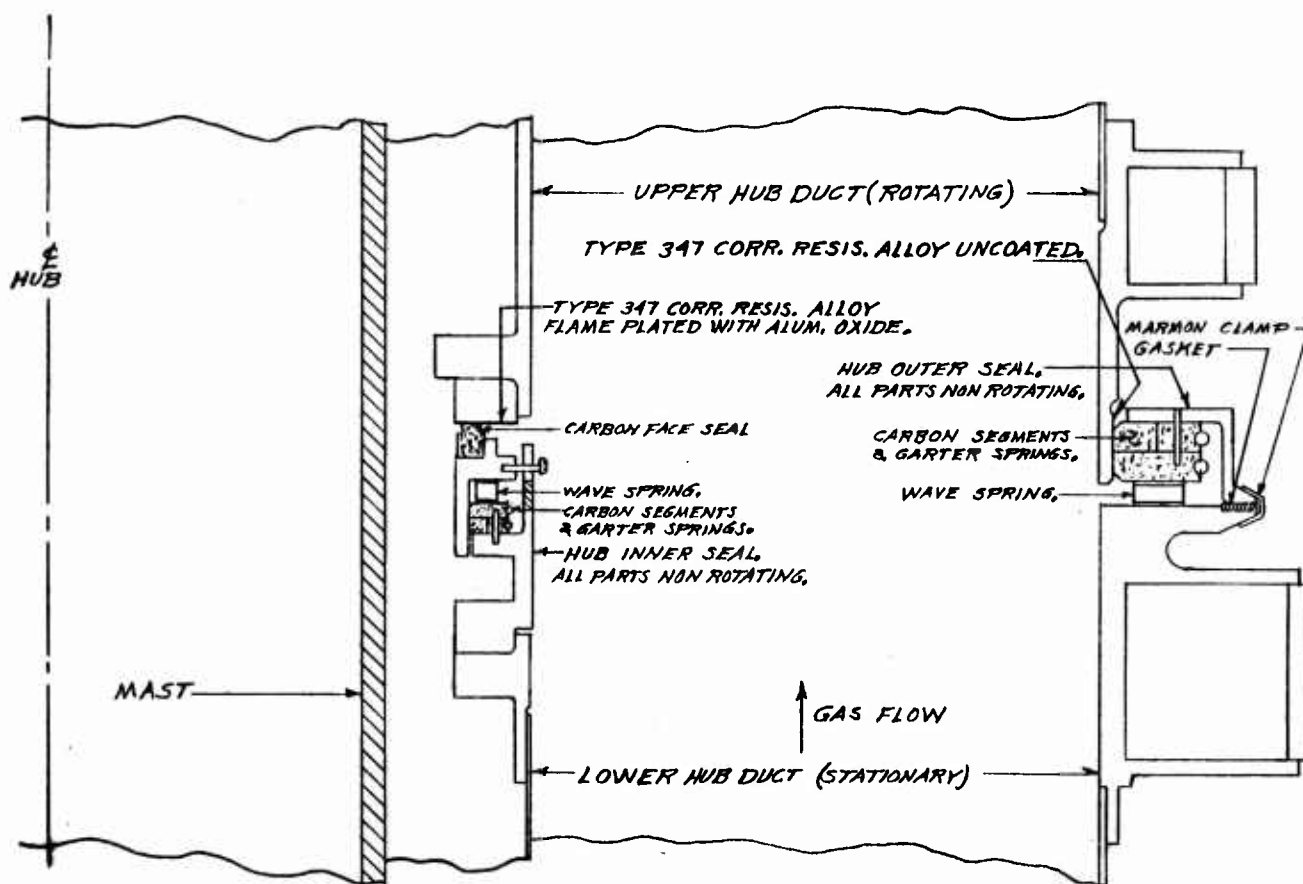 UPPER HUB DUCT (ROTATING)
TYPE 347 CORR. RESIS. ALLOY UNCOATED.
℄
HUB
TYPE 347 CORR. RESIS. ALLOY
FLAME PLATED WITH ALUM. OXIDE.
MARMON CLAMP
GASKET
HUB OUTER SEAL.
ALL PARTS NON ROTATING.
CARBON FACE SEAL
CARBON SEGMENTS
& GARTER SPRINGS.
WAVE SPRING.
WAVE SPRING.
CARBON SEGMENTS
& GARTER SPRINGS.
HUB INNER SEAL.
ALL PARTS NON ROTATING.
MAST
GAS FLOW
LOWER HUB DUCT (STATIONARY)